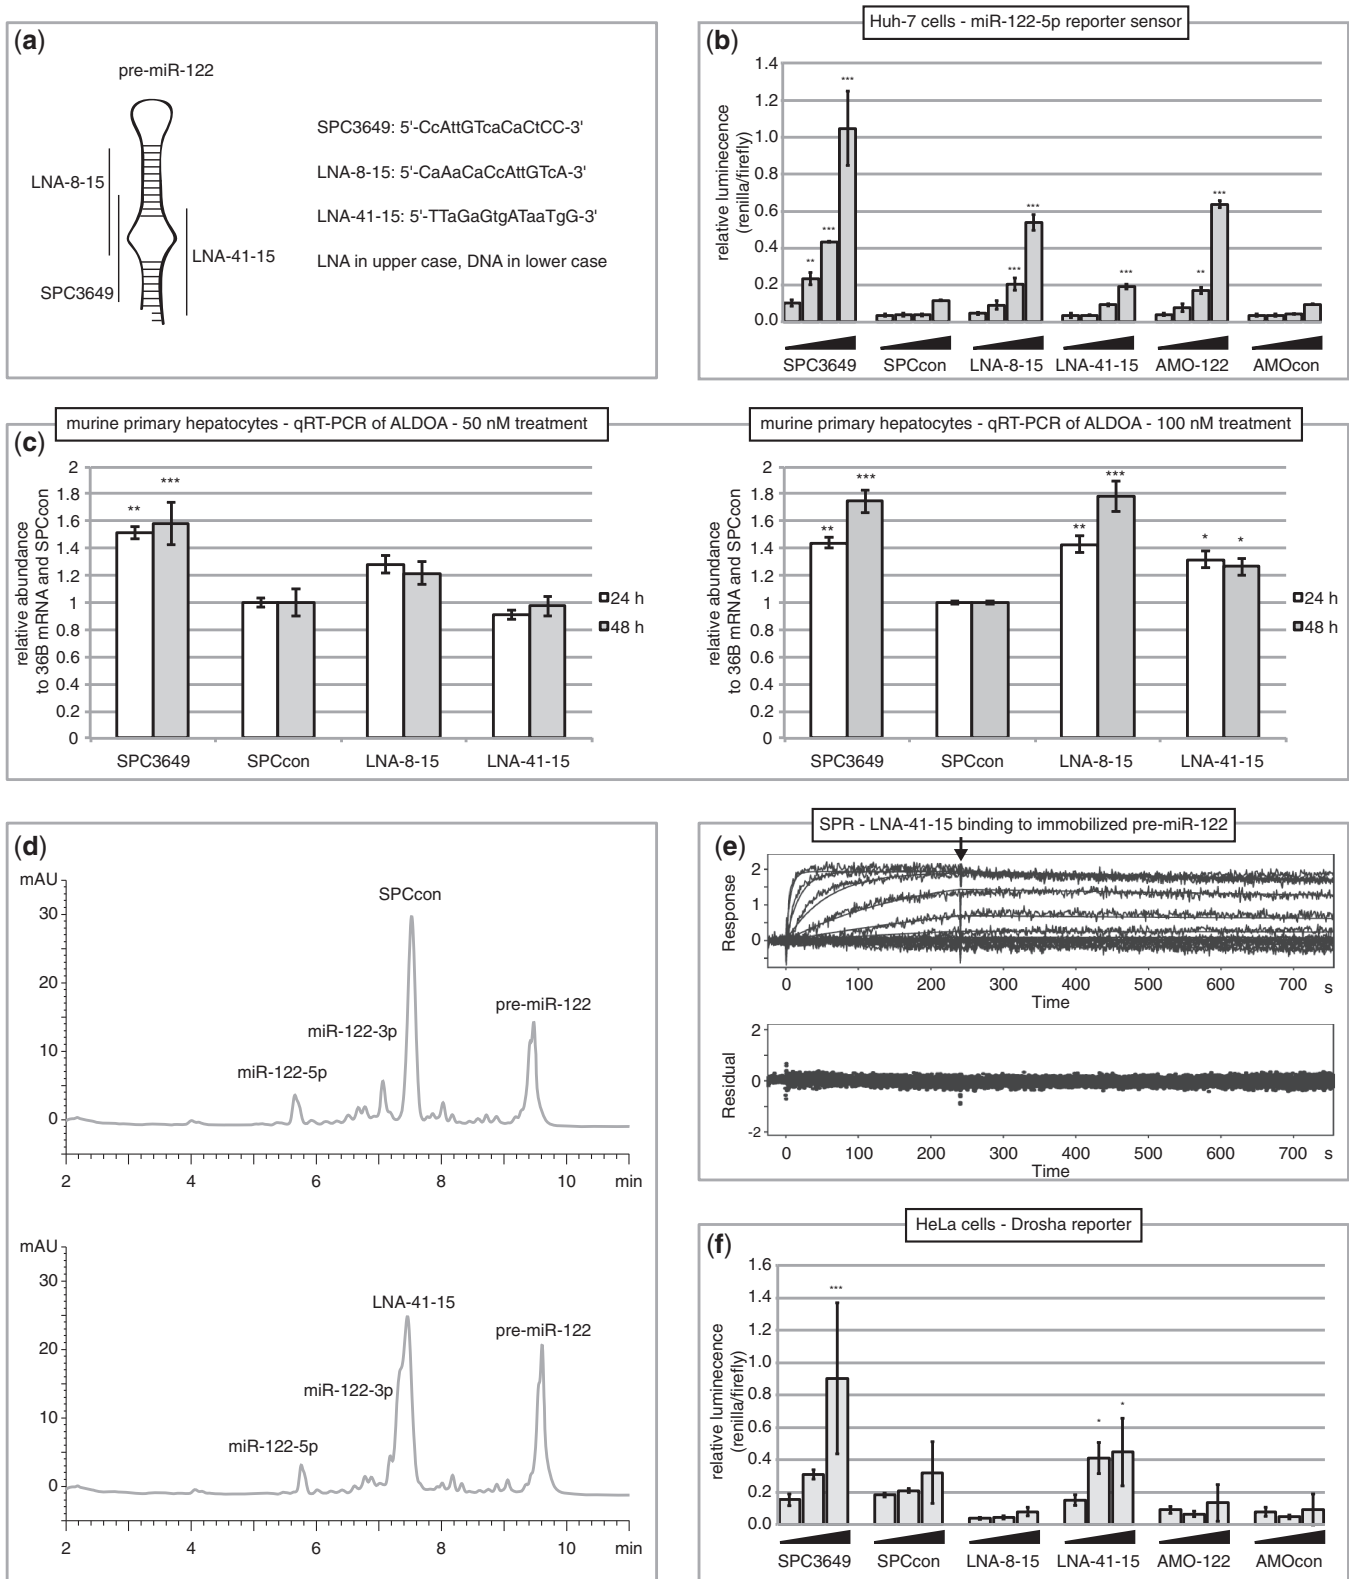 (a)
pre-miR-122
LNA-8-15
SPC3649
LNA-41-15
SPC3649: 5'-CcAttGTcaCaCtCC-3'
LNA-8-15: 5'-CaAaCaCcAttGTcA-3'
LNA-41-15: 5'-TTaGaGtgATaaTgG-3'
LNA in upper case, DNA in lower case
(b)
Huh-7 cells - miR-122-5p reporter sensor
relative luminecence
(renilla/firefly)
1.4
1.2
1.0
0.8
0.6
0.4
0.2
0.0
** *** *** *** *** *** ** ***
SPC3649 SPCcon LNA-8-15 LNA-41-15 AMO-122 AMOcon
(c)
murine primary hepatocytes - qRT-PCR of ALDOA - 50 nM treatment
relative abundance
to 36B mRNA and SPCcon
2
1.8
1.6
1.4
1.2
1
0.8
0.6
0.4
0.2
0
** ***
24 h
48 h
SPC3649 SPCcon LNA-8-15 LNA-41-15
murine primary hepatocytes - qRT-PCR of ALDOA - 100 nM treatment
relative abundance
to 36B mRNA and SPCcon
2
1.8
1.6
1.4
1.2
1
0.8
0.6
0.4
0.2
0
** *** ** *** * *
24 h
48 h
SPC3649 SPCcon LNA-8-15 LNA-41-15
(d)
mAU
30
20
10
0
SPCcon
pre-miR-122
miR-122-3p
miR-122-5p
2 4 6 8 10 min
mAU
30
20
10
0
LNA-41-15
pre-miR-122
miR-122-3p
miR-122-5p
2 4 6 8 10 min
(e)
SPR - LNA-41-15 binding to immobilized pre-miR-122
Response
2
1
0
0 100 200 300 400 500 600 700 s
Time
Residual
2
0
-2
0 100 200 300 400 500 600 700 s
Time
(f)
HeLa cells - Drosha reporter
relative luminecence
(renilla/firefly)
1.6
1.4
1.2
1.0
0.8
0.6
0.4
0.2
0.0
*** * *
SPC3649 SPCcon LNA-8-15 LNA-41-15 AMO-122 AMOcon